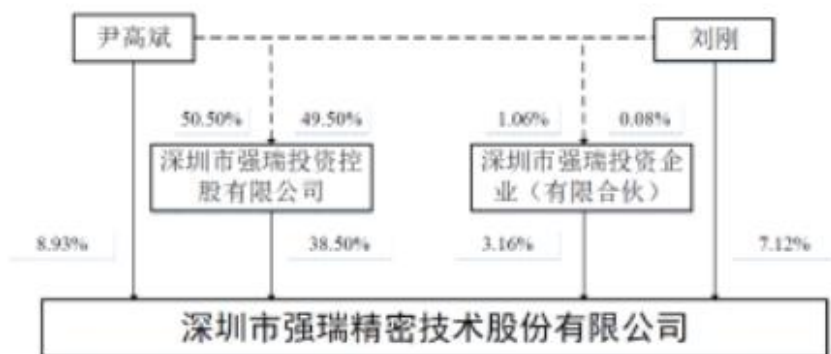 尹高斌
刘刚
50.50%
49.50%
1.06%
0.08%
深圳市强瑞投资控
股有限公司
深圳市强瑞投资企
业（有限合伙）
8.93%
38.50%
3.16%
7.12%
深圳市强瑞精密技术股份有限公司